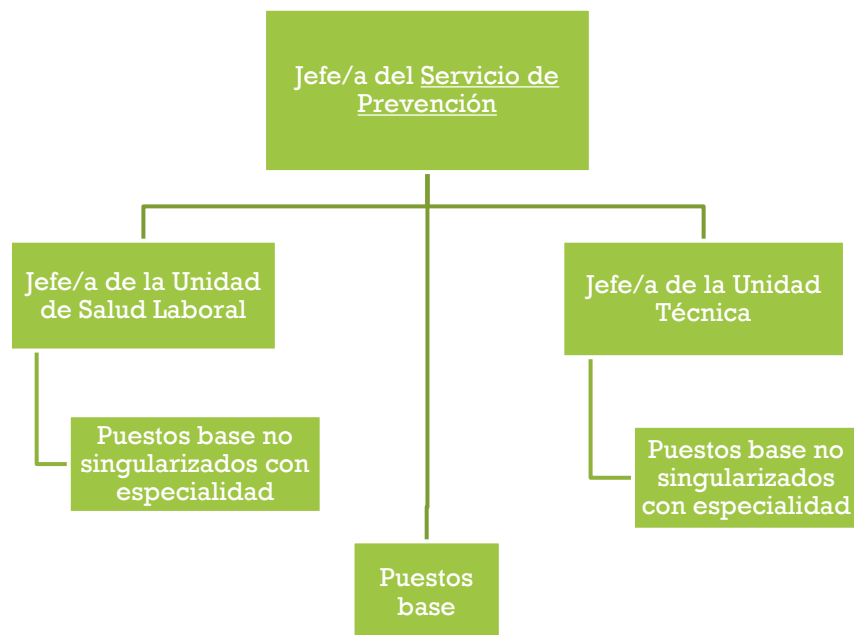 Jefe/a del Servicio de
Prevención
Jefe/a de la Unidad
de Salud Laboral
Jefe/a de la Unidad
Técnica
Puestos base no
singularizados con
especialidad
Puestos base no
singularizados
con especialidad
Puestos
base